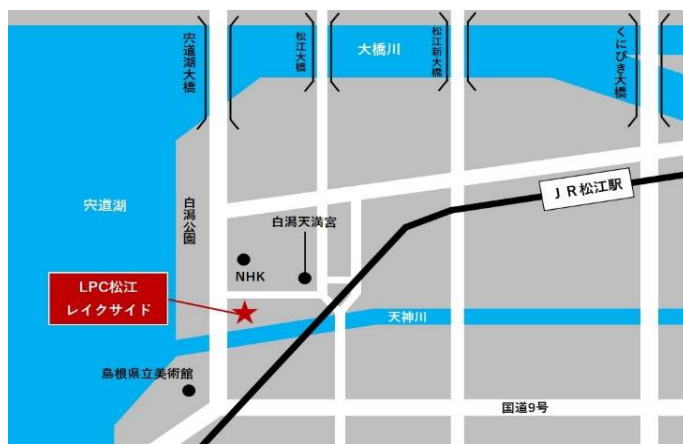 宍道湖大橋
松江大橋
大橋川
松江新大橋
くにびき大橋
JR松江駅
宍道湖
白潟公園
白潟天満宮
NHK
LPC松江
レイクサイド
天神川
島根県立美術館
国道9号